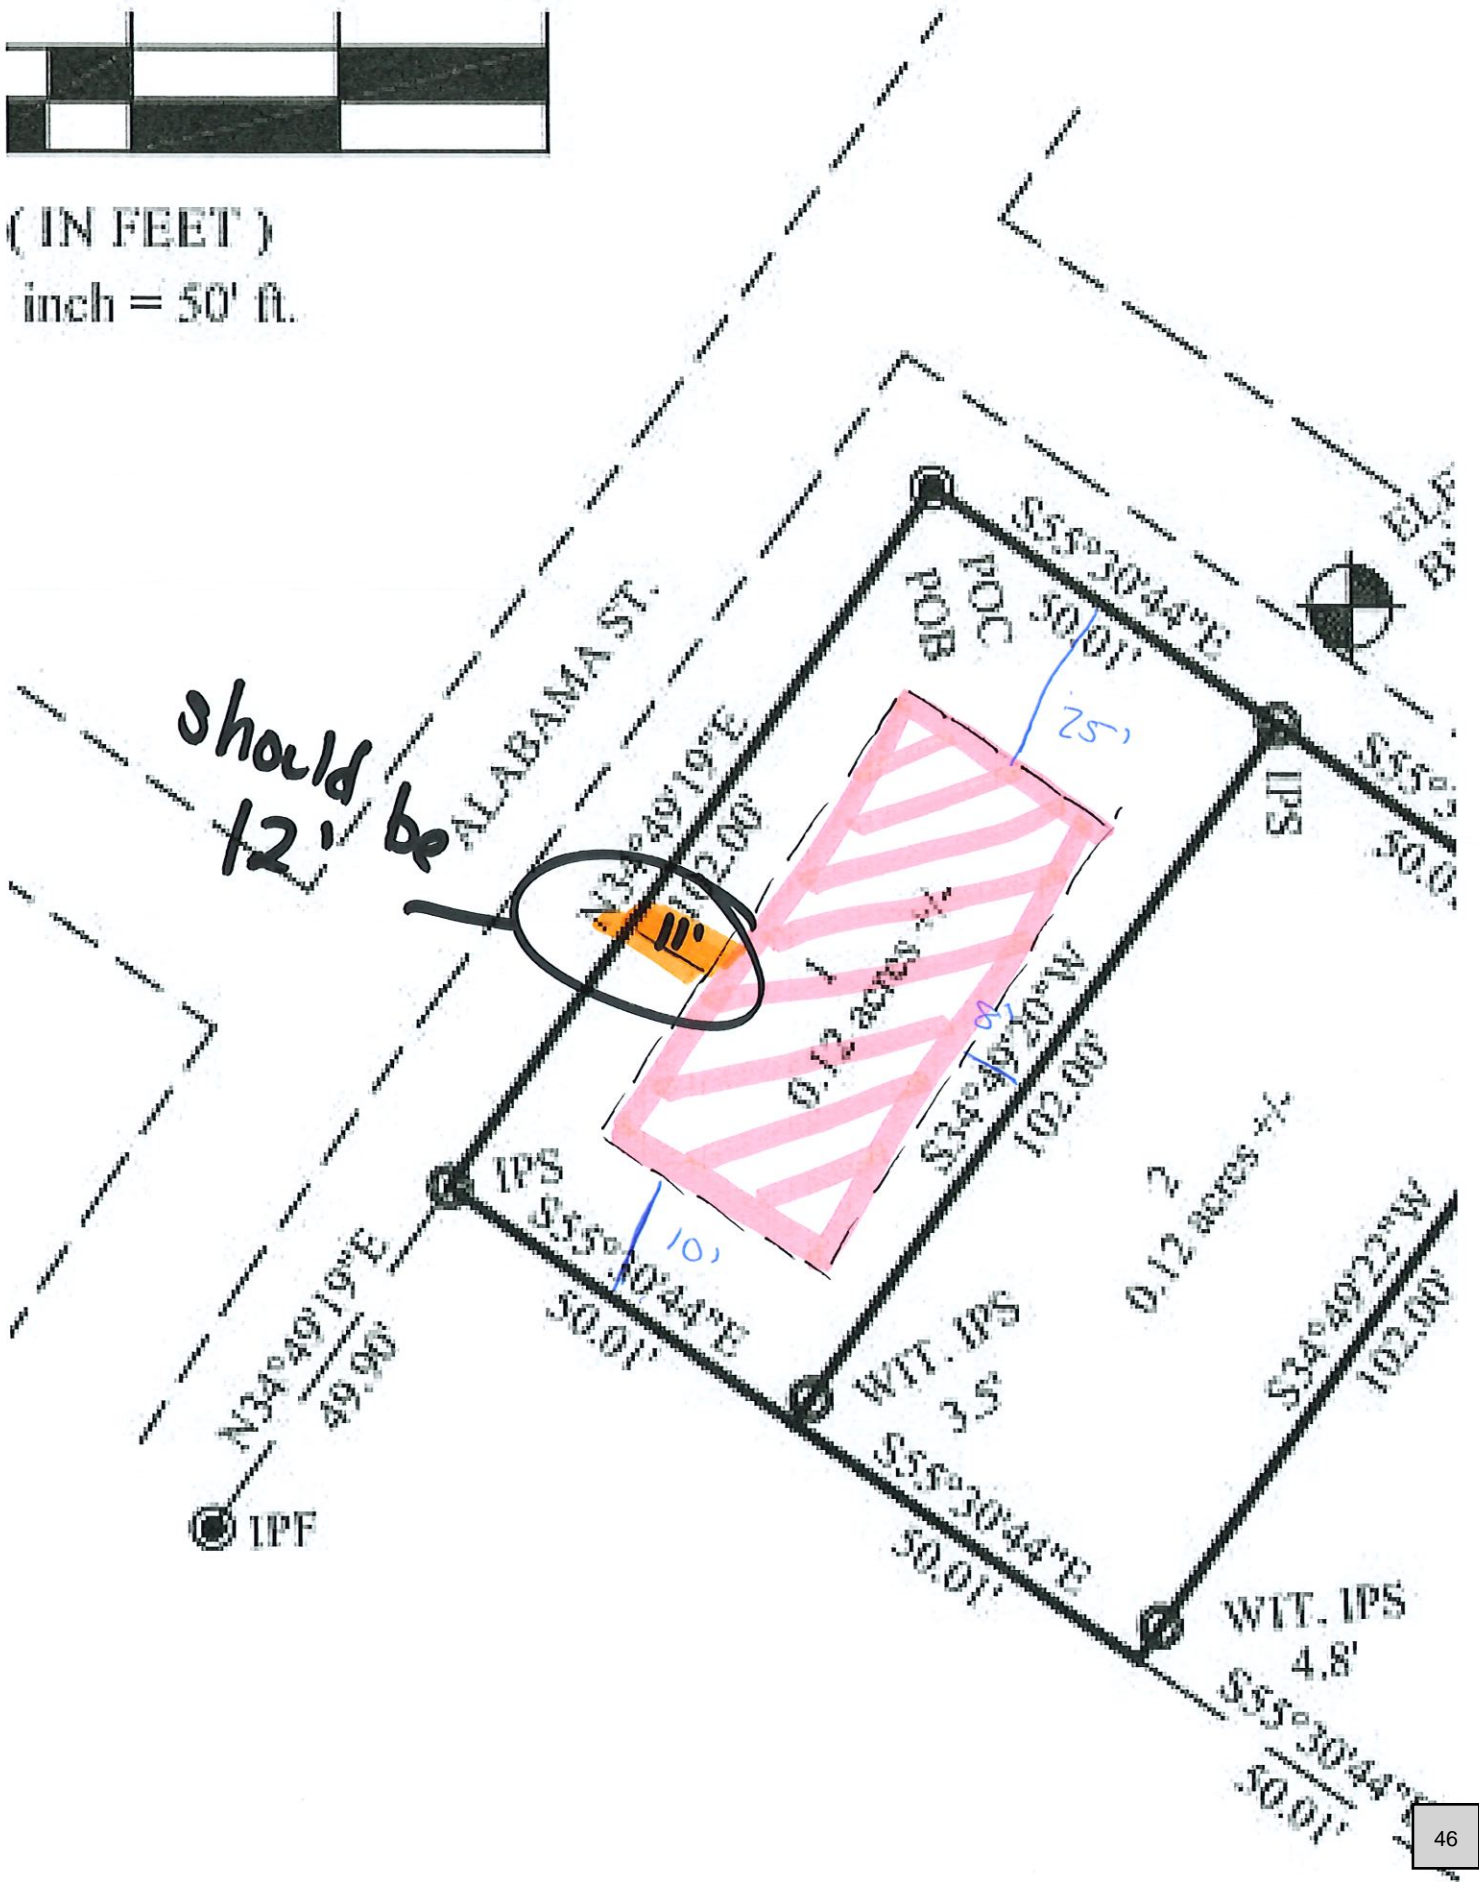 ( IN FEET )
inch = 50' ft.
S55°30'44"E
50.01'
POC
POB
25'
ALABAMA ST.
should be
12'
N34°49'19"E
102.00'
11'
IPS
50.0
1
0.12 acres +/-
8'
S34°49'20"W
102.00'
2
0.12 acres +/-
IPS
S55°30'44"E
50.01'
10'
N34°49'19"E
49.90'
IPF
WIT. IPS
3.5'
S34°49'22"W
102.00'
S55°30'44"E
50.01'
WIT. IPS
4.8'
S55°30'44"
50.01'
46